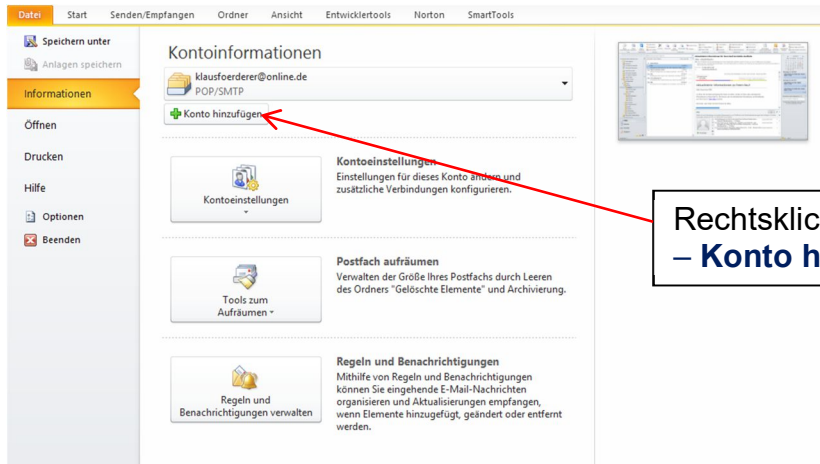 Datei Start Senden/Empfangen Ordner Ansicht Entwicklertools Norton SmartTools
Speichern unter
Anlagen speichern
Informationen
Öffnen
Drucken
Hilfe
Optionen
Beenden
Kontoinformationen
klausfoerderer@online.de
POP/SMTP
Konto hinzufügen
Kontoeinstellungen
Kontoeinstellungen
Einstellungen für dieses Konto ändern und
zusätzliche Verbindungen konfigurieren.
Tools zum
Aufräumen
Postfach aufräumen
Verwalten der Größe Ihres Postfachs durch Leeren
des Ordners "Gelöschte Elemente" und Archivierung.
Regeln und
Benachrichtigungen verwalten
Regeln und Benachrichtigungen
Mithilfe von Regeln und Benachrichtigungen
können Sie eingehende E-Mail-Nachrichten
organisieren und Aktualisierungen empfangen,
wenn Elemente hinzugefügt, geändert oder entfernt
werden.
Rechtsklic
– Konto h